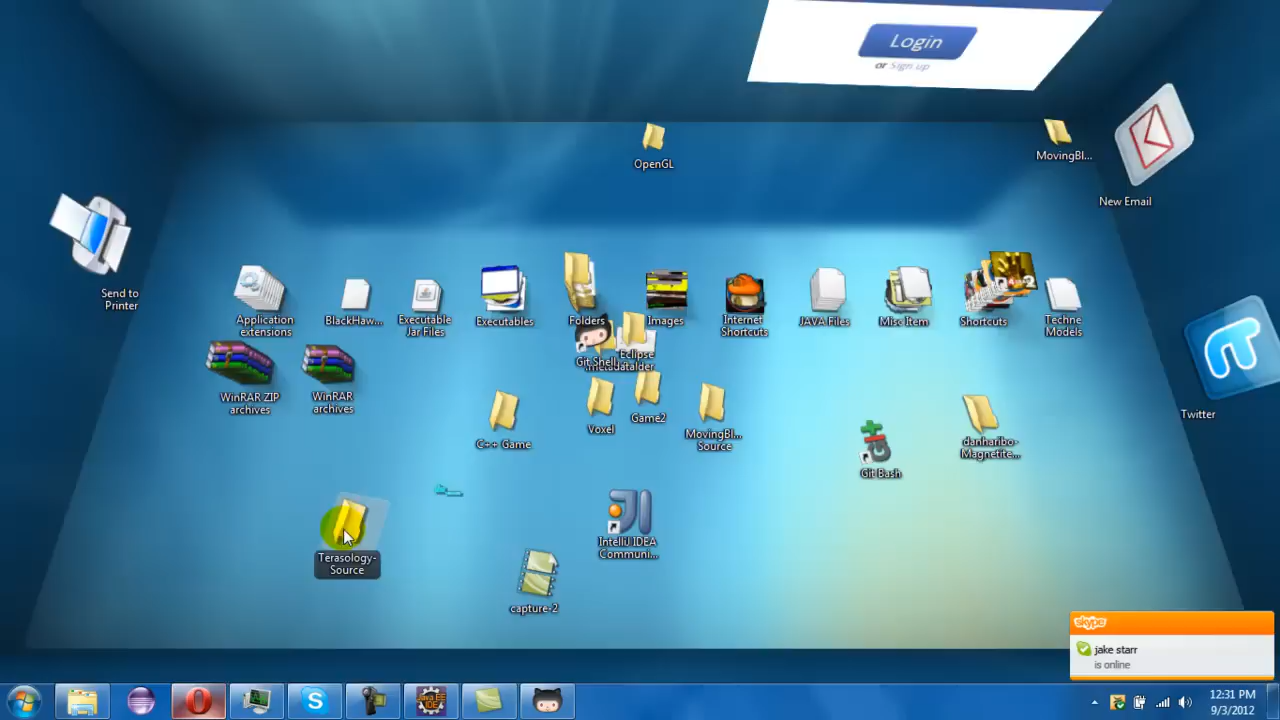 Login
or Sign up
OpenGL
MovingBl...
New Email
Send to
Printer
Application
extensions
BlackHaw...
Executable
Jar Files
Executables
Folders
Images
Internet
Shortcuts
JAVA Files
Misc Item
Shortcuts
Techne
Models
Git Shell
Eclipse
WinRAR ZIP
archives
WinRAR
archives
C++ Game
Voxel
Game2
MovingBl...
Source
Git Bash
danharibo-
Magnetite...
Twitter
Terasology-
Source
IntelliJ IDEA
Communi...
capture-2
skype
jake starr
is online
12:31 PM
9/3/2012